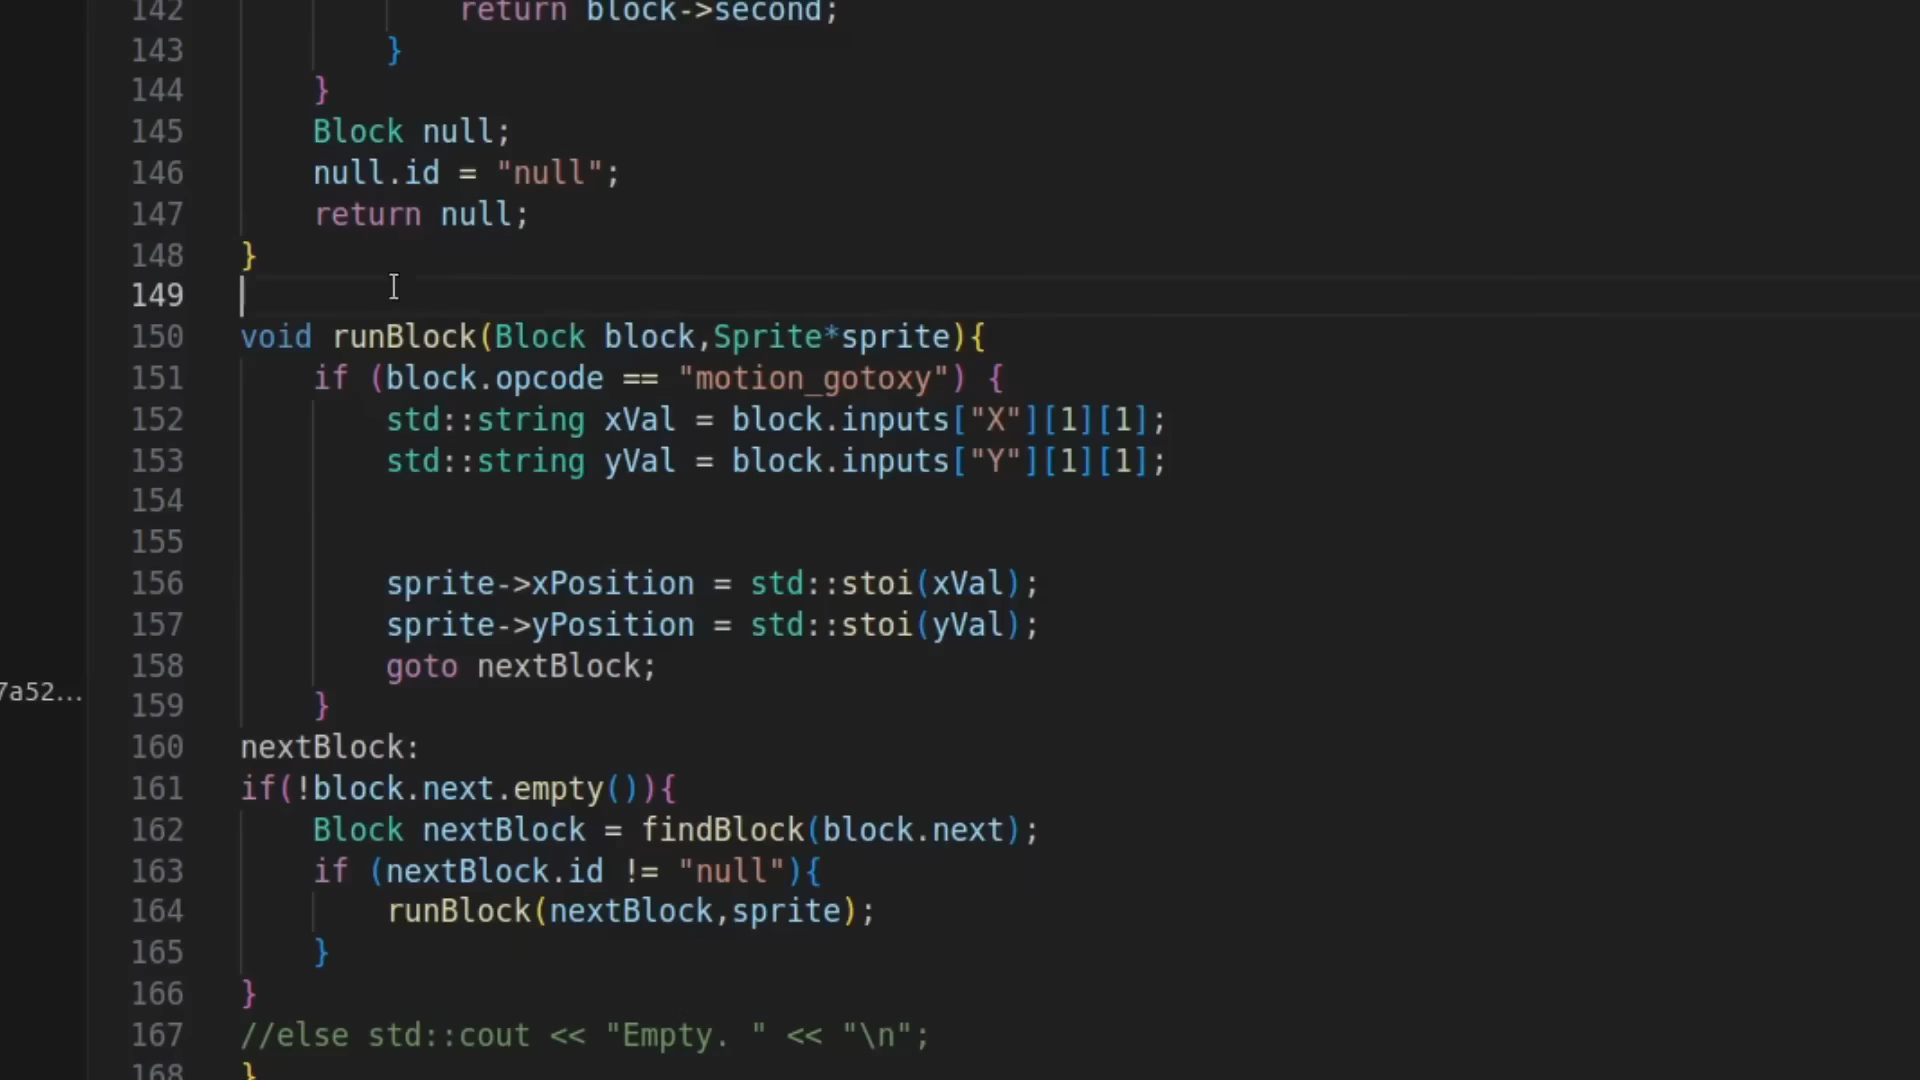 142 return block->second;
143 }
144 }
145 Block null;
146 null.id = "null";
147 return null;
148 }
149
150 void runBlock(Block block,Sprite*sprite){
151 if (block.opcode == "motion_gotoxy") {
152 std::string xVal = block.inputs["X"][1][1];
153 std::string yVal = block.inputs["Y"][1][1];
154
155
156 sprite->xPosition = std::stoi(xVal);
157 sprite->yPosition = std::stoi(yVal);
158 goto nextBlock;
7a52...
159 }
160 nextBlock:
161 if(!block.next.empty()){
162 Block nextBlock = findBlock(block.next);
163 if (nextBlock.id != "null"){
164 runBlock(nextBlock,sprite);
165 }
166 }
167 //else std::cout << "Empty. " << "\n";
168 }